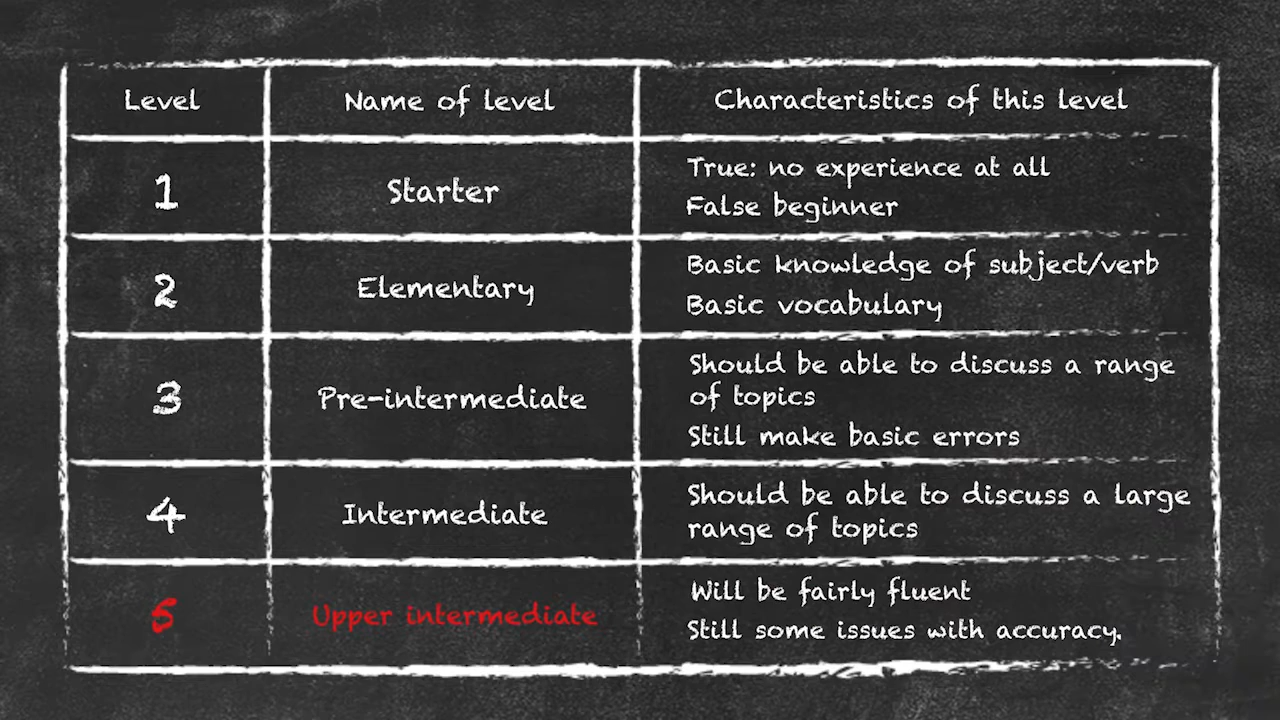 Level Name of level Characteristics of this level
1 Starter True: no experience at all
False beginner
2 Elementary Basic knowledge of subject/verb
Basic vocabulary
3 Pre-intermediate Should be able to discuss a range
of topics
Still make basic errors
4 Intermediate Should be able to discuss a large
range of topics
5 Upper intermediate Will be fairly fluent
Still some issues with accuracy.